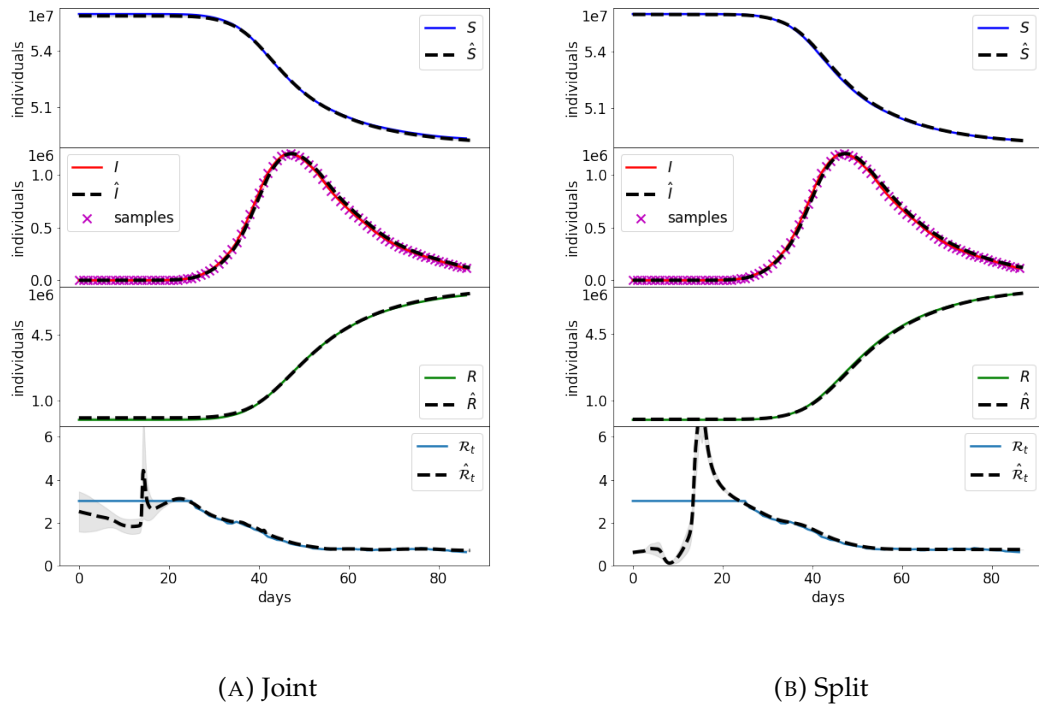 1e7
individuals
5.4
5.1
S
Ŝ
1e6
individuals
1.0
0.5
0.0
I
Î
samples
1e6
individuals
4.5
1.0
R
R̂
6
4
2
0
ℛt
ℛ̂t
0 20 40 60 80
days
(A) Joint
1e7
individuals
5.4
5.1
S
Ŝ
1e6
individuals
1.0
0.5
0.0
I
Î
samples
1e6
individuals
4.5
1.0
R
R̂
6
4
2
0
ℛt
ℛ̂t
0 20 40 60 80
days
(B) Split